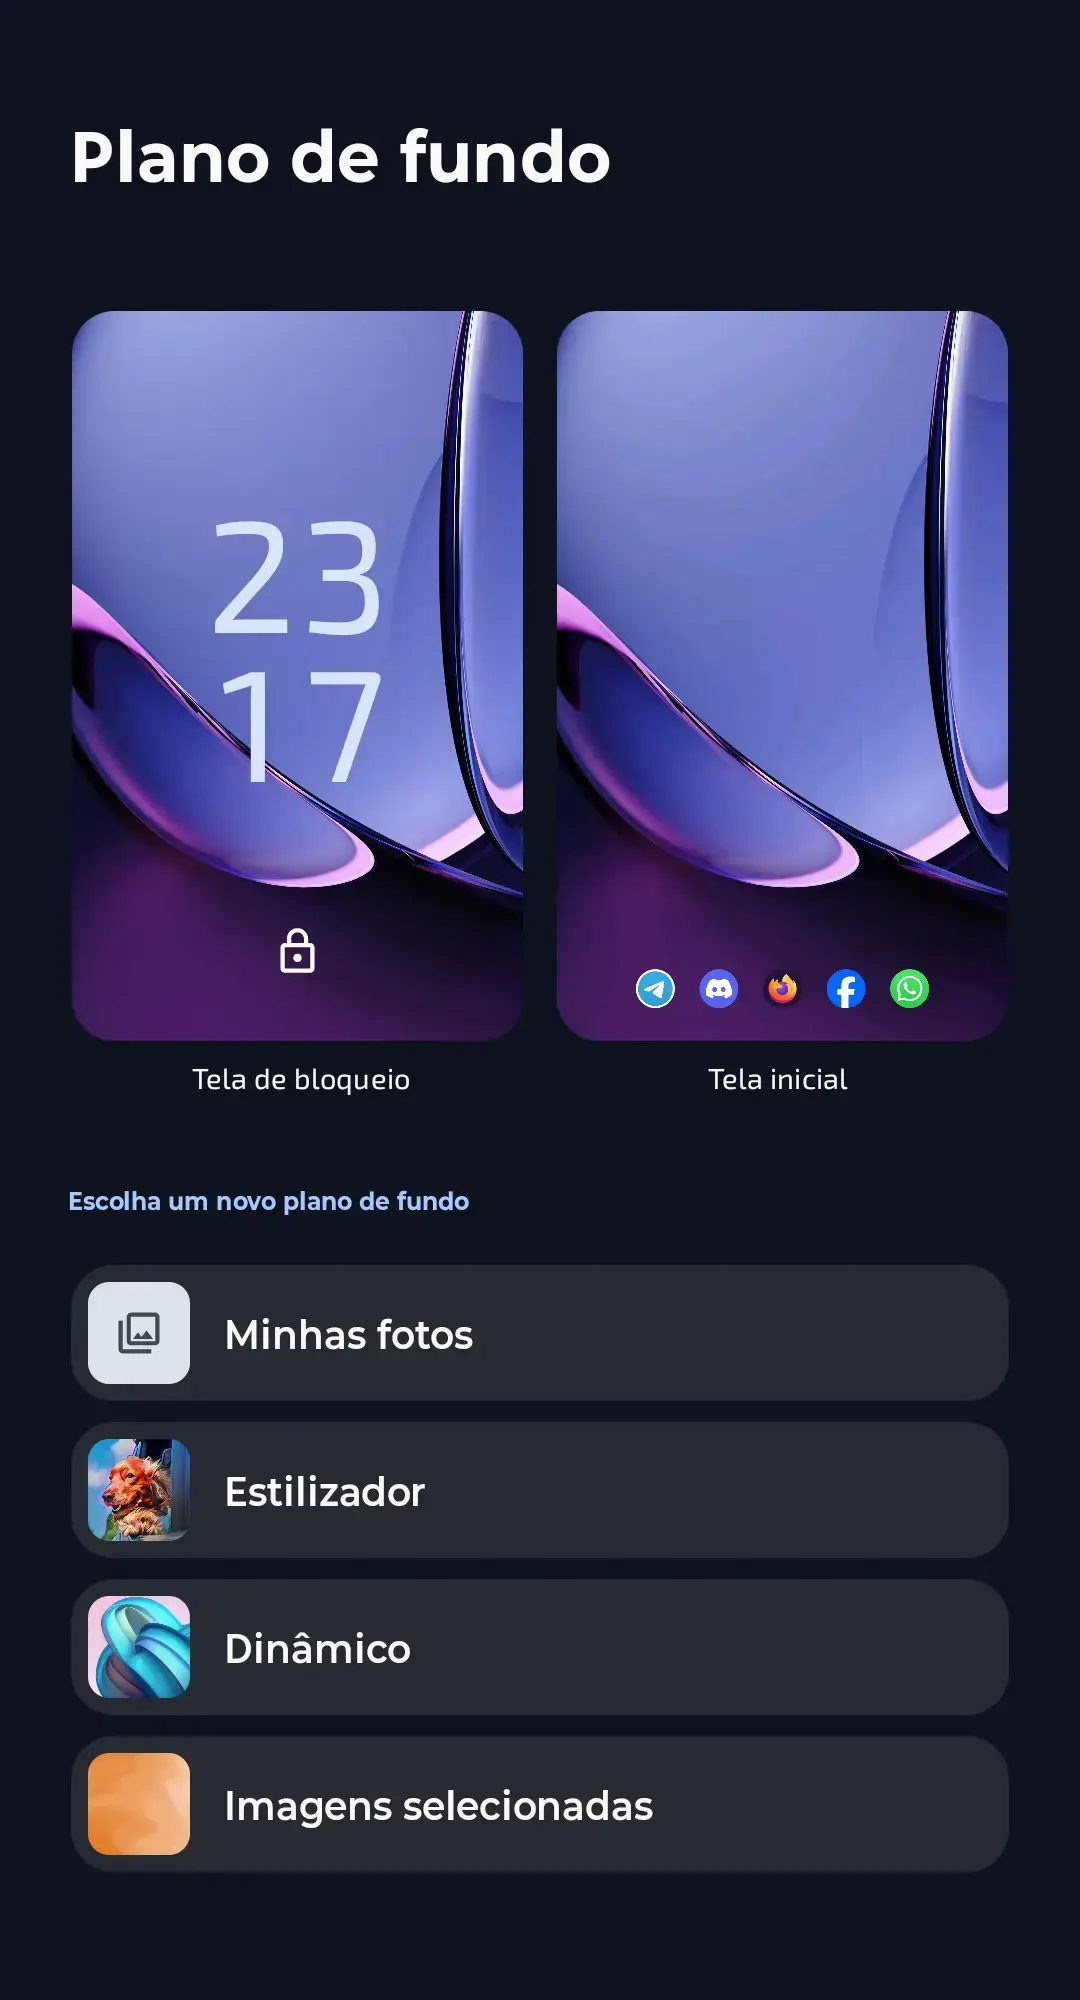 Plano de fundo
23
17
Tela de bloqueio
Tela inicial
Escolha um novo plano de fundo
Minhas fotos
Estilizador
Dinâmico
Imagens selecionadas